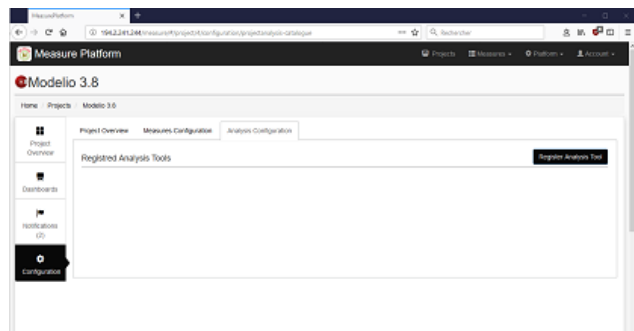 MeasurePlatform
Rechercher
Measure Platform
Projects
Measures
Platform
Account
Modelio 3.8
Home / Projects / Modelio 3.8
Project Overview
Measures Configuration
Analysis Configuration
Project
Overview
Registred Analysis Tools
Register Analysis Tool
Dashboards
Notifications
(2)
Configuration